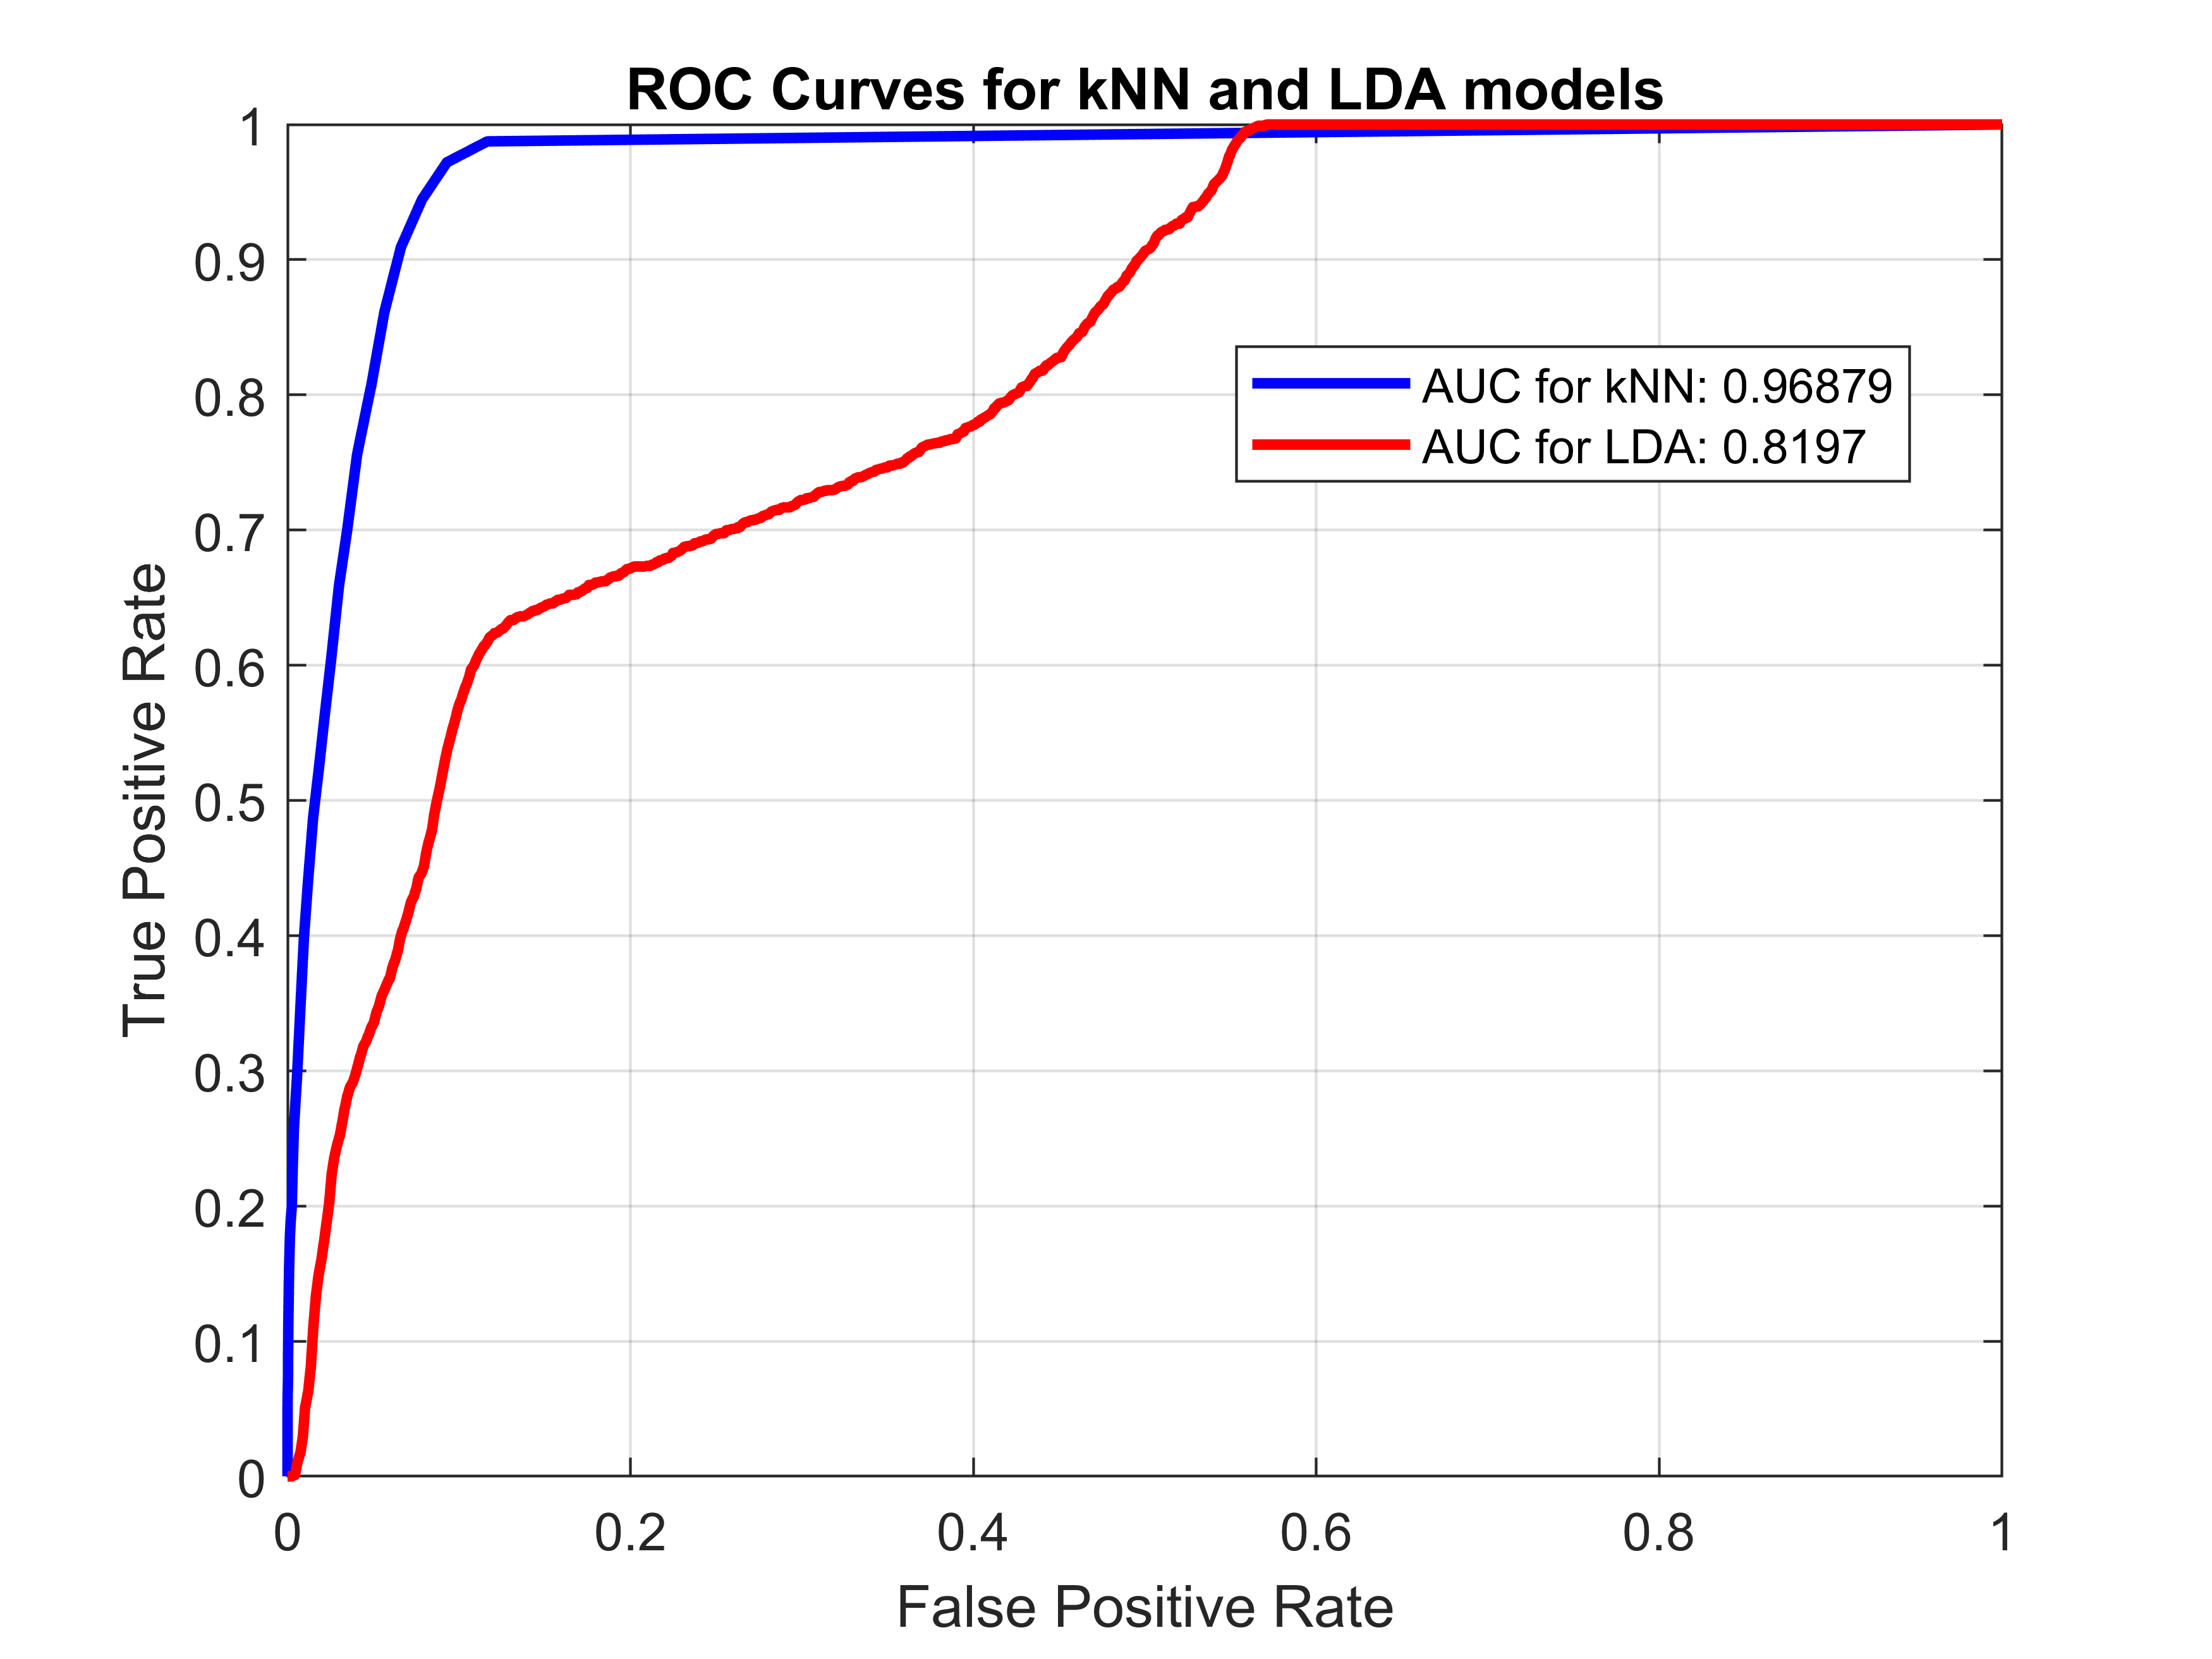 ROC Curves for kNN and LDA models
1
0.9
0.8
0.7
0.6
0.5
0.4
0.3
0.2
0.1
0
True Positive Rate
AUC for kNN: 0.96879
AUC for LDA: 0.8197
0 0.2 0.4 0.6 0.8 1
False Positive Rate